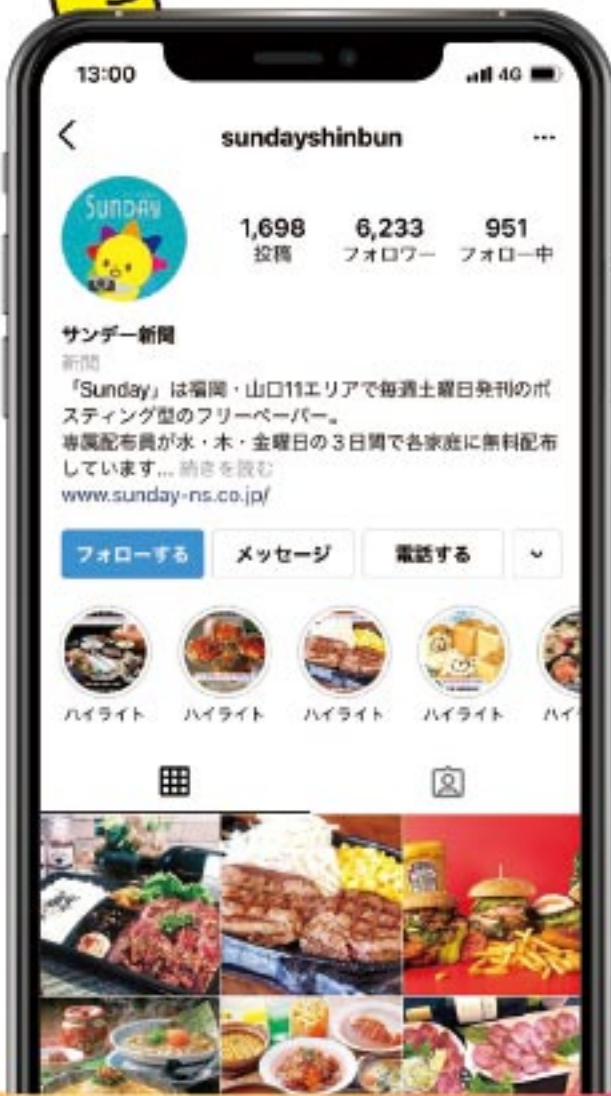 13:00
4G
sundayshinbun
SUNDAY
1,698
6,233
951
投稿
フォロワー
フォロー中
サンデー新聞
新聞
「Sunday」は福岡・山口11エリアで毎週土曜日発刊のポ
スティング型のフリーペーパー。
専属配布員が水・木・金曜日の3日間で各家庭に無料配布
しています... 続きを読む
www.sunday-ns.co.jp/
フォローする
メッセージ
電話する
ハイライト
ハイライト
ハイライト
ハイライト
ハイ